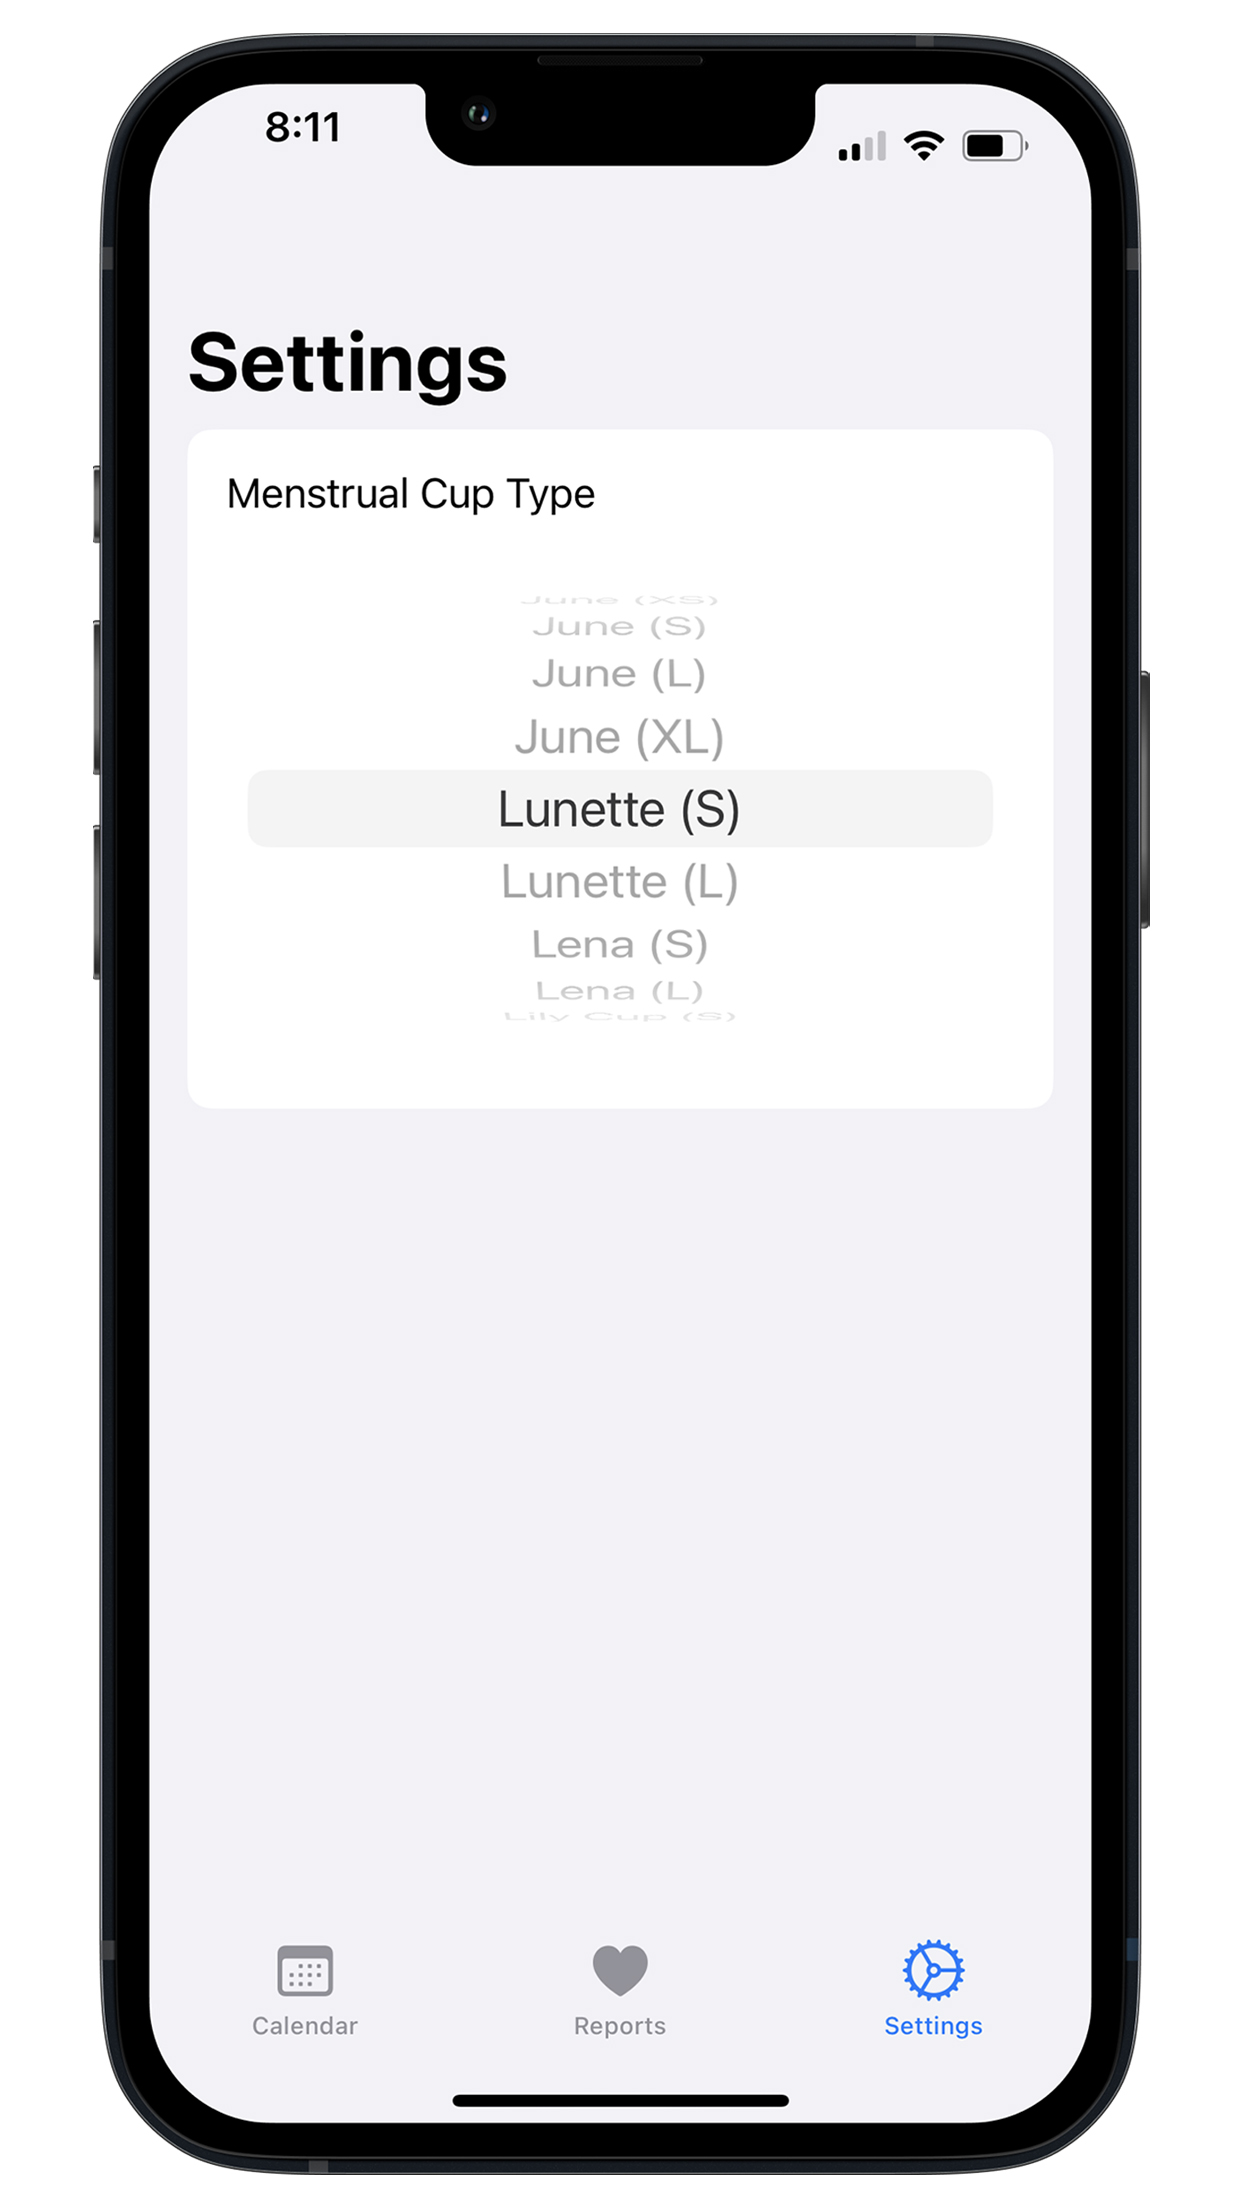 8:11
Settings
Menstrual Cup Type
June (XS)
June (S)
June (L)
June (XL)
Lunette (S)
Lunette (L)
Lena (S)
Lena (L)
Lily Cup (S)
Calendar
Reports
Settings